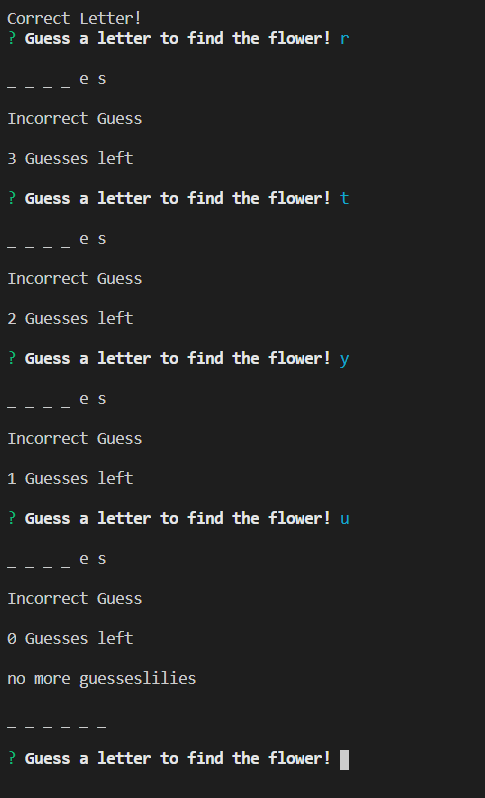 Correct Letter!
? Guess a letter to find the flower! r
_ _ _ _ e s
Incorrect Guess
3 Guesses left
? Guess a letter to find the flower! t
_ _ _ _ e s
Incorrect Guess
2 Guesses left
? Guess a letter to find the flower! y
_ _ _ _ e s
Incorrect Guess
1 Guesses left
? Guess a letter to find the flower! u
_ _ _ _ e s
Incorrect Guess
0 Guesses left
no more guesseslilies
_ _ _ _ _ _
? Guess a letter to find the flower!